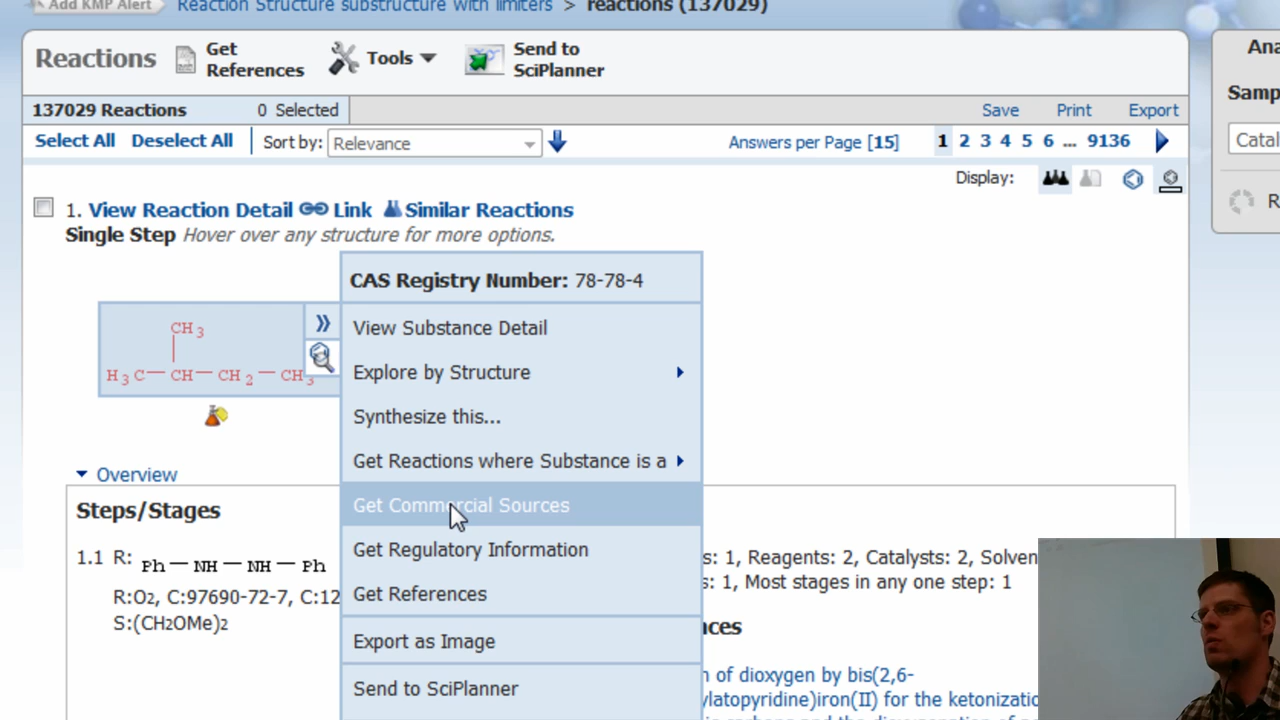 Add KMP Alert Reaction Structure substructure with limiters > reactions (137029)
Reactions Get References Tools Send to SciPlanner
Ana
Samp
137029 Reactions 0 Selected Save Print Export
Select All Deselect All Sort by: Relevance Answers per Page [15] 1 2 3 4 5 6 ... 9136
Catal
Display:
R
1. View Reaction Detail Link Similar Reactions
Single Step Hover over any structure for more options.
CAS Registry Number: 78-78-4
View Substance Detail
CH3
H3C—CH—CH2—CH3
Explore by Structure
Synthesize this...
Get Reactions where Substance is a
Get Commercial Sources
Get Regulatory Information
Get References
Export as Image
Send to SciPlanner
Overview
Steps/Stages
1.1 R: Ph—NH—NH—Ph
R:O2, C:97690-72-7, C:12
S:(CH2OMe)2
s: 1, Reagents: 2, Catalysts: 2, Solven
s: 1, Most stages in any one step: 1
nces
n of dioxygen by bis(2,6-
ylatopyridine)iron(II) for the ketonizatio